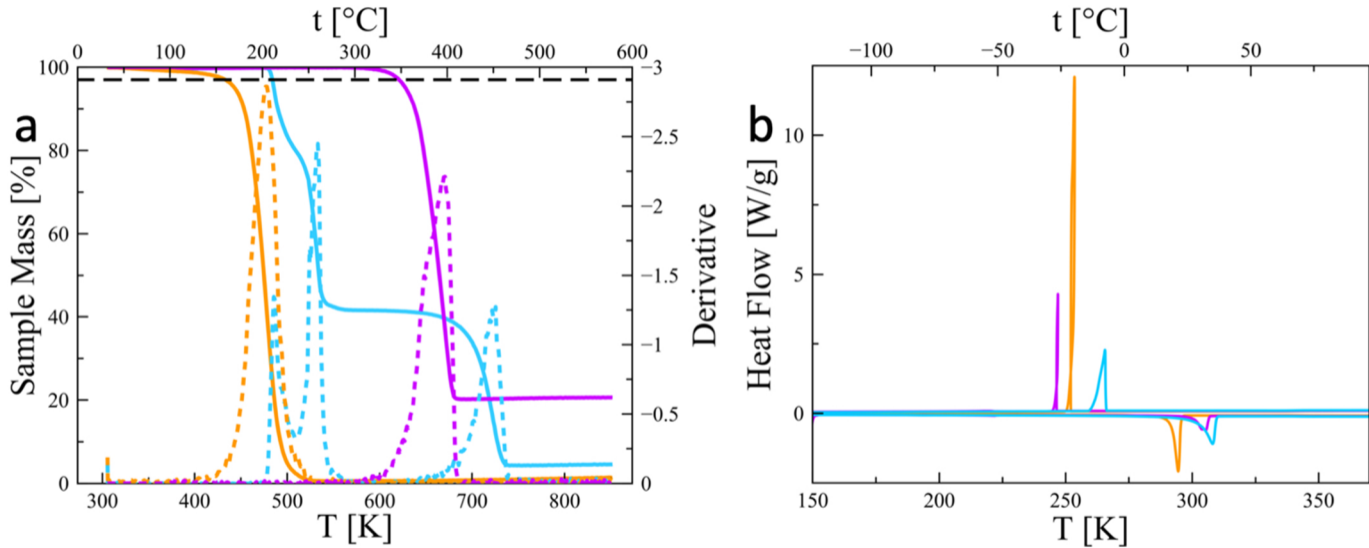 t [°C]
0 100 200 300 400 500 600
100 80 60 40 20 0
a
Sample Mass [%]
−3 −2.5 −2 −1.5 −1 −0.5 0
Derivative
300 400 500 600 700 800
T [K]
t [°C]
−100 −50 0 50
b
Heat Flow [W/g]
10 5 0
150 200 250 300 350
T [K]